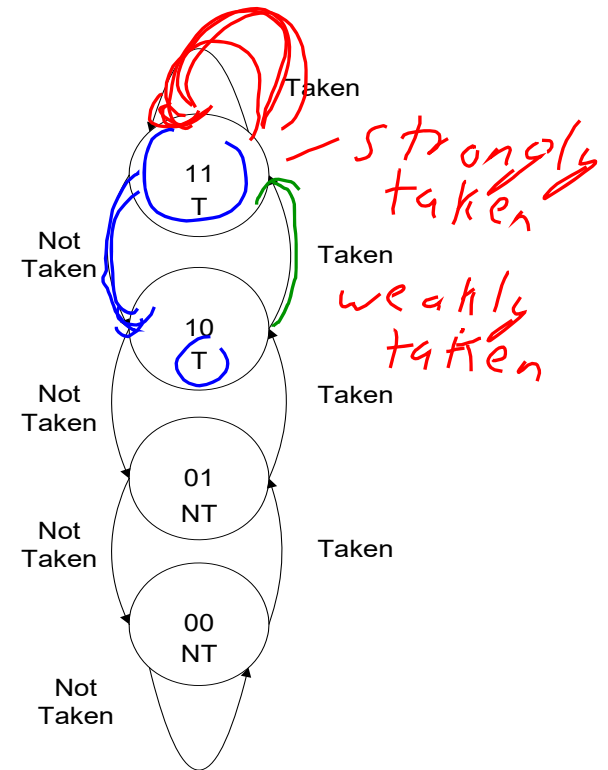 Taken
11
T
strongly
taken
Not
Taken
Taken
10
T
weakly
taken
Not
Taken
Taken
01
NT
Not
Taken
Taken
00
NT
Not
Taken